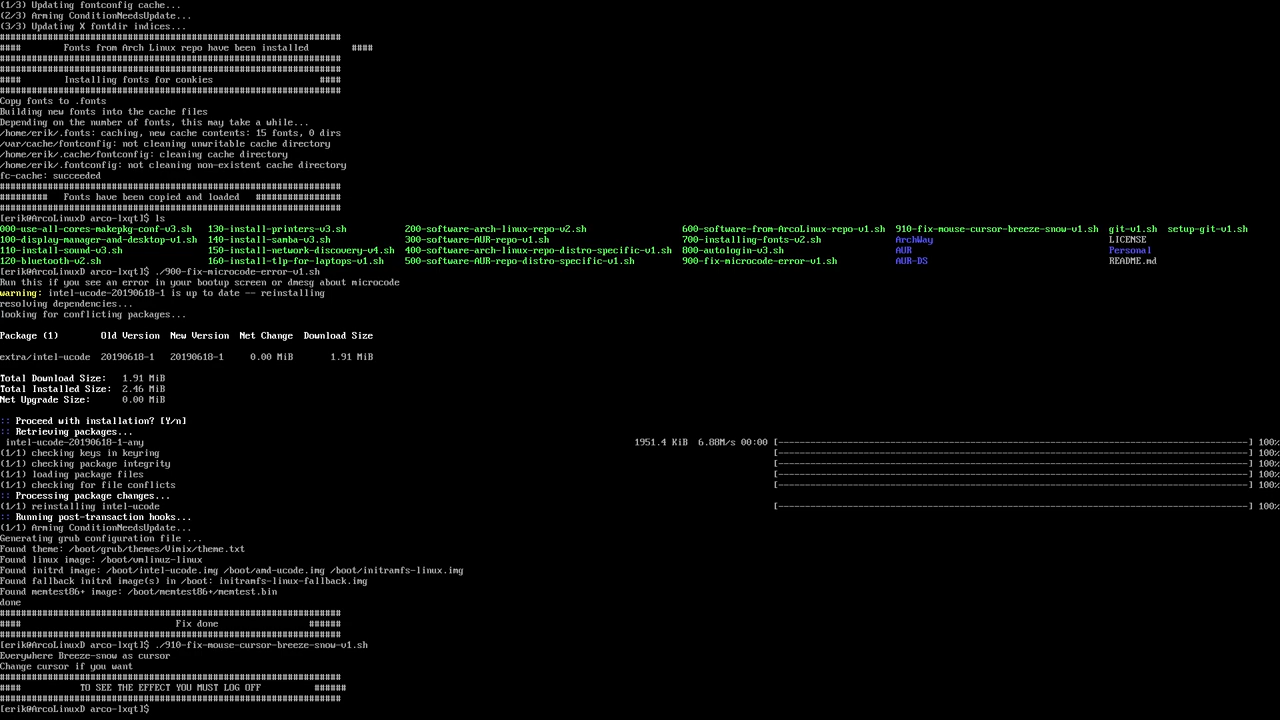 (1/3) Updating fontconfig cache...
(2/3) Arming ConditionNeedsUpdate...
(3/3) Updating X fontdir indices...
################################################################
####        Fonts from Arch Linux repo have been installed        ####
################################################################
################################################################
####        Installing fonts for conkies                    ####
################################################################
Copy fonts to .fonts
Building new fonts into the cache files
Depending on the number of fonts, this may take a while...
/home/erik/.fonts: caching, new cache contents: 15 fonts, 0 dirs
/var/cache/fontconfig: not cleaning unwritable cache directory
/home/erik/.cache/fontconfig: cleaning cache directory
/home/erik/.fontconfig: not cleaning non-existent cache directory
fc-cache: succeeded
################################################################
#########   Fonts have been copied and loaded   ################
################################################################
[erik@ArcoLinuxD arco-lxqt]$ ls
000-use-all-cores-makepkg-conf-v3.sh   130-install-printers-v3.sh           200-software-arch-linux-repo-v2.sh                  600-software-from-ArcoLinux-repo-v1.sh  910-fix-mouse-cursor-breeze-snow-v1.sh  git-v1.sh  setup-git-v1.sh
100-display-manager-and-desktop-v1.sh  140-install-samba-v3.sh              300-software-AUR-repo-v1.sh                         700-installing-fonts-v2.sh              ArchWay                                 LICENSE
110-install-sound-v3.sh                150-install-network-discovery-v4.sh  400-software-arch-linux-repo-distro-specific-v1.sh  800-autologin-v3.sh                     AUR                                     Personal
120-bluetooth-v2.sh                    160-install-tlp-for-laptops-v1.sh    500-software-AUR-repo-distro-specific-v1.sh         900-fix-microcode-error-v1.sh           AUR-DS                                  README.md
[erik@ArcoLinuxD arco-lxqt]$ ./900-fix-microcode-error-v1.sh
Run this if you see an error in your bootup screen or dmesg about microcode
warning: intel-ucode-20190618-1 is up to date -- reinstalling
resolving dependencies...
looking for conflicting packages...
Package (1)        Old Version  New Version  Net Change  Download Size
extra/intel-ucode  20190618-1   20190618-1     0.00 MiB       1.91 MiB
Total Download Size:   1.91 MiB
Total Installed Size:  2.46 MiB
Net Upgrade Size:      0.00 MiB
:: Proceed with installation? [Y/n]
:: Retrieving packages...
 intel-ucode-20190618-1-any    1951.4 KiB  6.88M/s 00:00 [----------------------------------------] 100%
(1/1) checking keys in keyring    [----------------------------------------] 100%
(1/1) checking package integrity    [----------------------------------------] 100%
(1/1) loading package files    [----------------------------------------] 100%
(1/1) checking for file conflicts    [----------------------------------------] 100%
:: Processing package changes...
(1/1) reinstalling intel-ucode    [----------------------------------------] 100%
:: Running post-transaction hooks...
(1/1) Arming ConditionNeedsUpdate...
Generating grub configuration file ...
Found theme: /boot/grub/themes/Vimix/theme.txt
Found linux image: /boot/vmlinuz-linux
Found initrd image: /boot/intel-ucode.img /boot/amd-ucode.img /boot/initramfs-linux.img
Found fallback initrd image(s) in /boot: initramfs-linux-fallback.img
Found memtest86+ image: /boot/memtest86+/memtest.bin
done
################################################################
####                             Fix done                 ######
################################################################
[erik@ArcoLinuxD arco-lxqt]$ ./910-fix-mouse-cursor-breeze-snow-v1.sh
Everywhere Breeze-snow as cursor
Change cursor if you want
################################################################
####           TO SEE THE EFFECT YOU MUST LOG OFF          ######
################################################################
[erik@ArcoLinuxD arco-lxqt]$